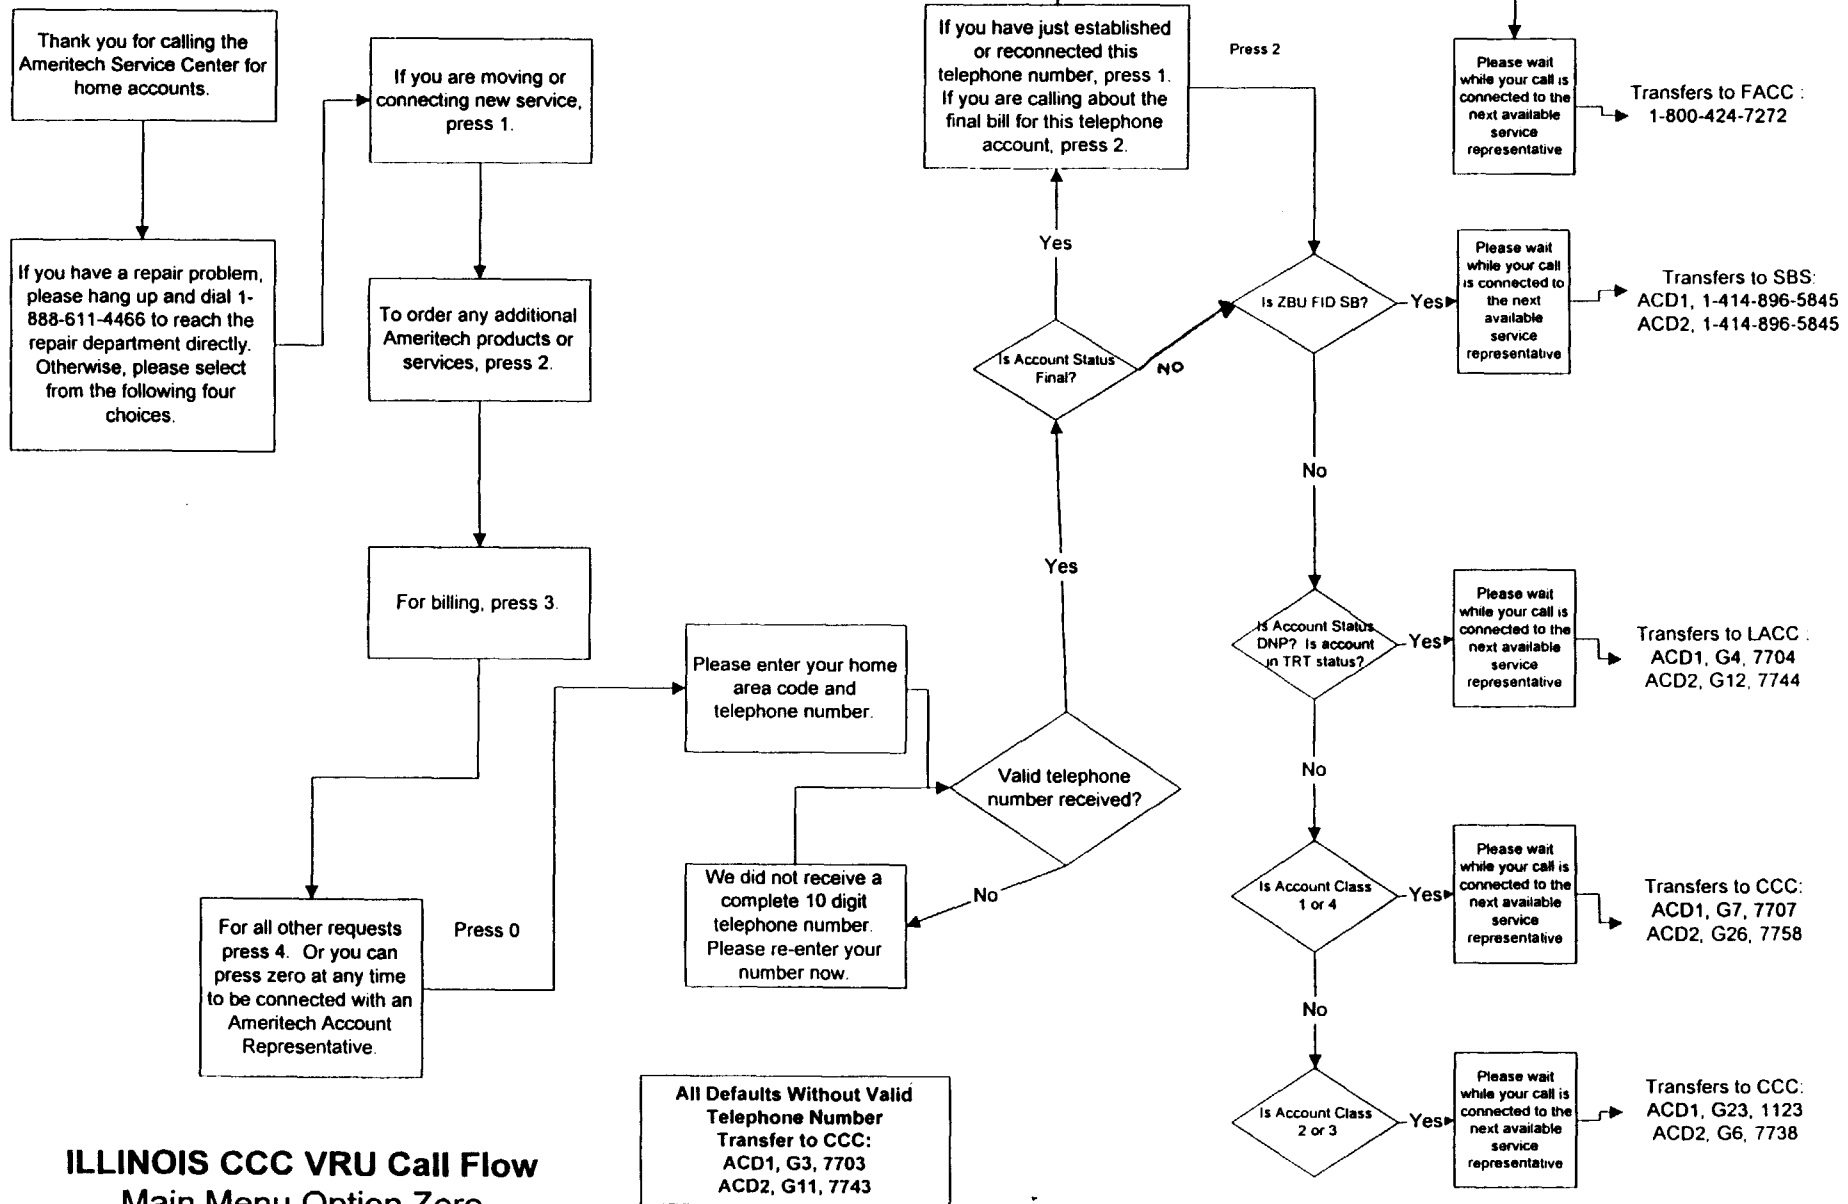 Thank you for calling the
Ameritech Service Center for
home accounts.
If you have a repair problem,
please hang up and dial 1-
888-611-4466 to reach the
repair department directly.
Otherwise, please select
from the following four
choices.
If you are moving or
connecting new service,
press 1.
To order any additional
Ameritech products or
services, press 2.
For billing, press 3.
For all other requests
press 4. Or you can
press zero at any time
to be connected with an
Ameritech Account
Representative.
Press 0
Please enter your home
area code and
telephone number.
We did not receive a
complete 10 digit
telephone number.
Please re-enter your
number now.
No
Valid telephone
number received?
Yes
Is Account Status
Final?
NO
Yes
If you have just established
or reconnected this
telephone number, press 1.
If you are calling about the
final bill for this telephone
account, press 2.
Press 2
Please wait
while your call is
connected to the
next available
service
representative
Transfers to FACC :
1-800-424-7272
Is ZBU FID SB?
Yes
Please wait
while your call
is connected to
the next
available
service
representative
Transfers to SBS:
ACD1, 1-414-896-5845
ACD2, 1-414-896-5845
No
Is Account Status
DNP? Is account
in TRT status?
Yes
Please wait
while your call is
connected to the
next available
service
representative
Transfers to LACC :
ACD1, G4, 7704
ACD2, G12, 7744
No
Is Account Class
1 or 4
Yes
Please wait
while your call is
connected to the
next available
service
representative
Transfers to CCC:
ACD1, G7, 7707
ACD2, G26, 7758
No
Is Account Class
2 or 3
Yes
Please wait
while your call is
connected to the
next available
service
representative
Transfers to CCC:
ACD1, G23, 1123
ACD2, G6, 7738
All Defaults Without Valid
Telephone Number
Transfer to CCC:
ACD1, G3, 7703
ACD2, G11, 7743
ILLINOIS CCC VRU Call Flow
Main Menu Option Zero